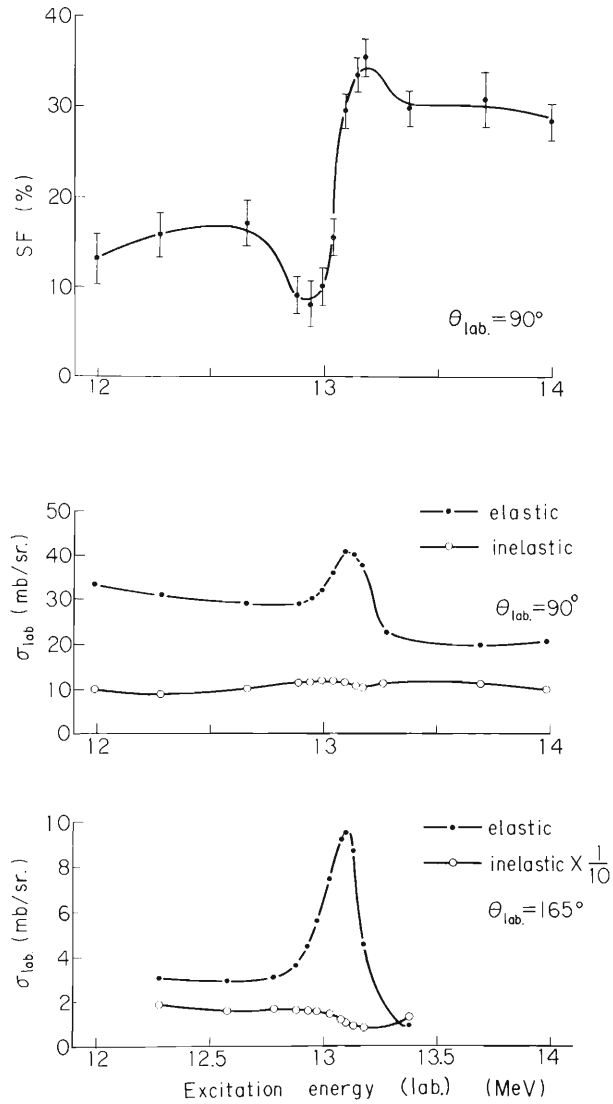 40
30
20
10
0
SF (%)
θlab.=90°
12
13
14
50
40
30
20
10
0
σlab (mb/sr.)
elastic
inelastic
θlab.=90°
12
13
14
10
8
6
4
2
0
σlab. (mb/sr.)
elastic
inelastic X 1/10
θlab.=165°
12
12.5
13
13.5
14
Excitation energy (lab.) (MeV)